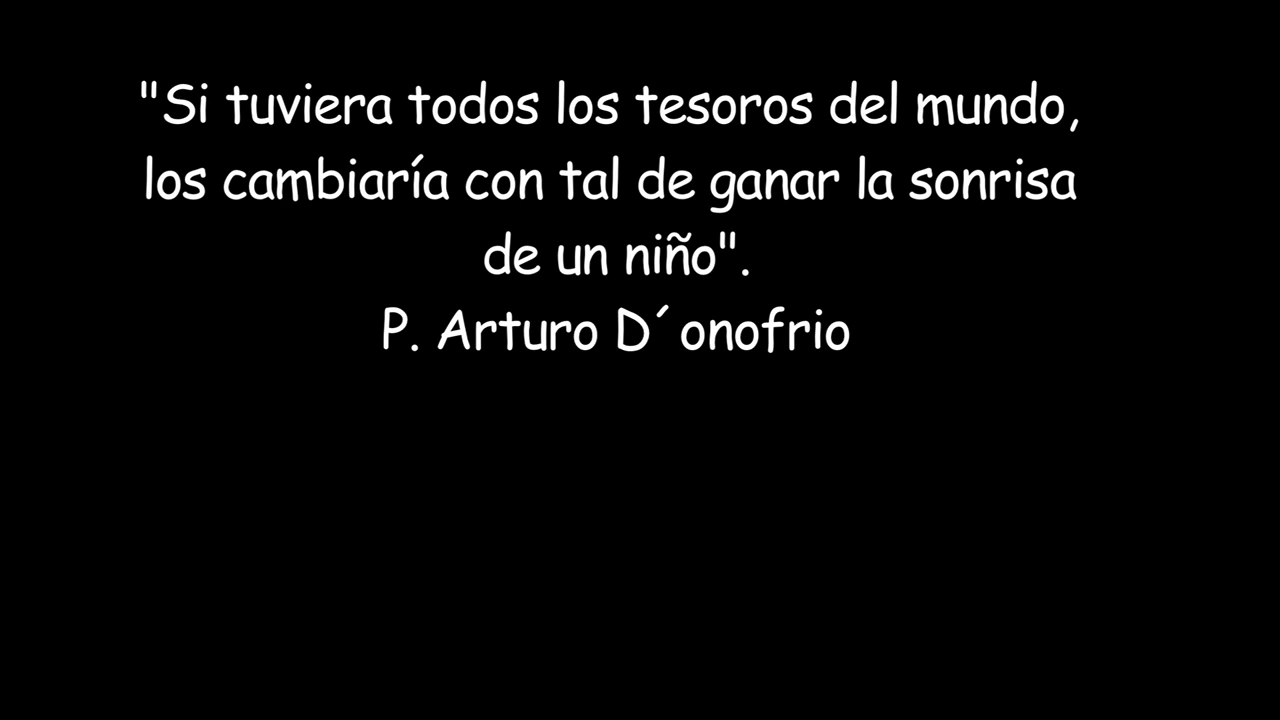 "Si tuviera todos los tesoros del mundo,
los cambiaría con tal de ganar la sonrisa
de un niño".
P. Arturo D´onofrio